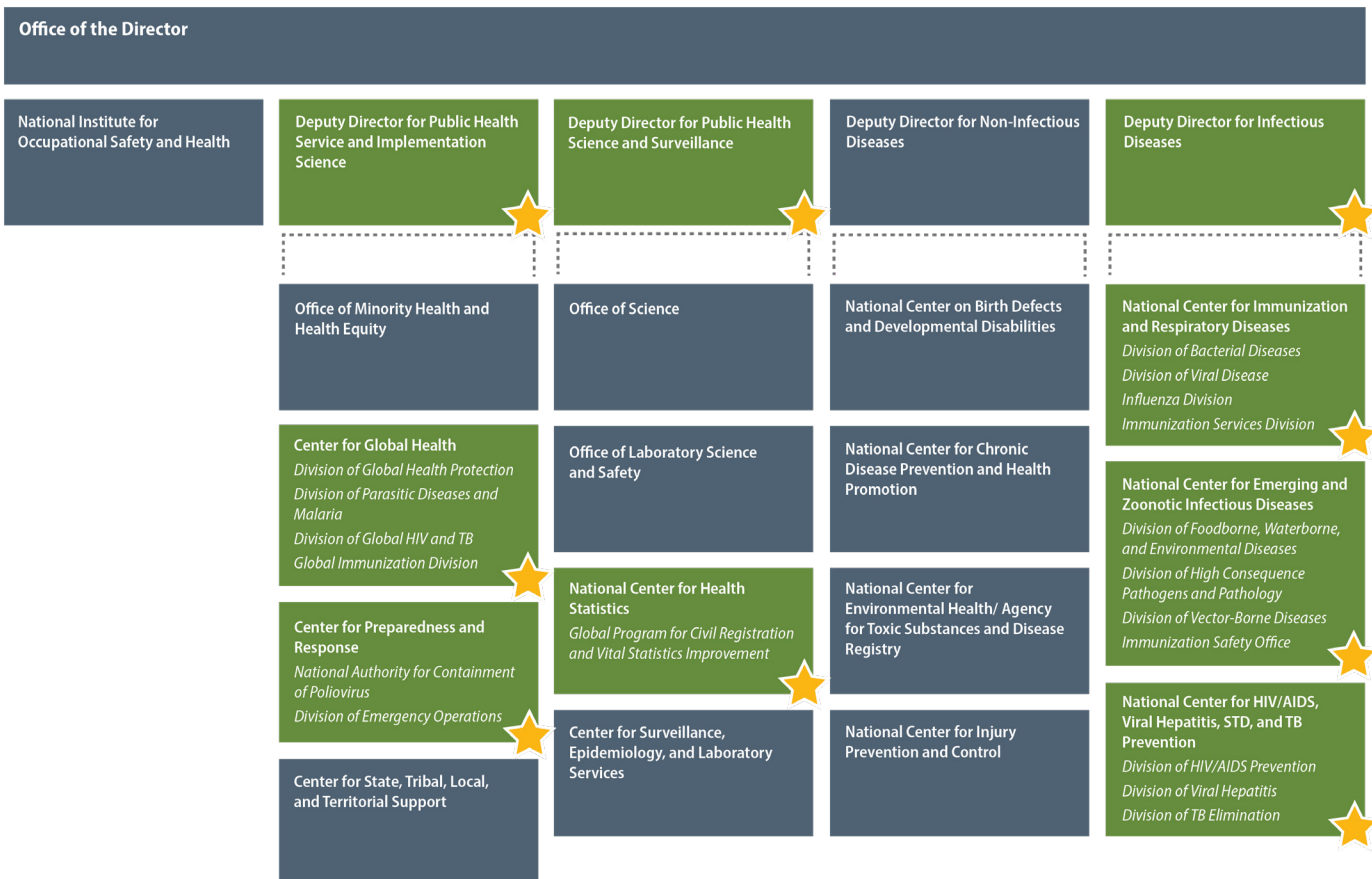 Office of the Director
National Institute for
Occupational Safety and Health
Deputy Director for Public Health
Service and Implementation
Science
Deputy Director for Public Health
Science and Surveillance
Deputy Director for Non-Infectious
Diseases
Deputy Director for Infectious
Diseases
Office of Minority Health and
Health Equity
Center for Global Health
Division of Global Health Protection
Division of Parasitic Diseases and
Malaria
Division of Global HIV and TB
Global Immunization Division
Center for Preparedness and
Response
National Authority for Containment
of Poliovirus
Division of Emergency Operations
Center for State, Tribal, Local,
and Territorial Support
Office of Science
Office of Laboratory Science
and Safety
National Center for Health
Statistics
Global Program for Civil Registration
and Vital Statistics Improvement
Center for Surveillance,
Epidemiology, and Laboratory
Services
National Center on Birth Defects
and Developmental Disabilities
National Center for Chronic
Disease Prevention and Health
Promotion
National Center for
Environmental Health/ Agency
for Toxic Substances and Disease
Registry
National Center for Injury
Prevention and Control
National Center for Immunization
and Respiratory Diseases
Division of Bacterial Diseases
Division of Viral Disease
Influenza Division
Immunization Services Division
National Center for Emerging and
Zoonotic Infectious Diseases
Division of Foodborne, Waterborne,
and Environmental Diseases
Division of High Consequence
Pathogens and Pathology
Division of Vector-Borne Diseases
Immunization Safety Office
National Center for HIV/AIDS,
Viral Hepatitis, STD, and TB
Prevention
Division of HIV/AIDS Prevention
Division of Viral Hepatitis
Division of TB Elimination